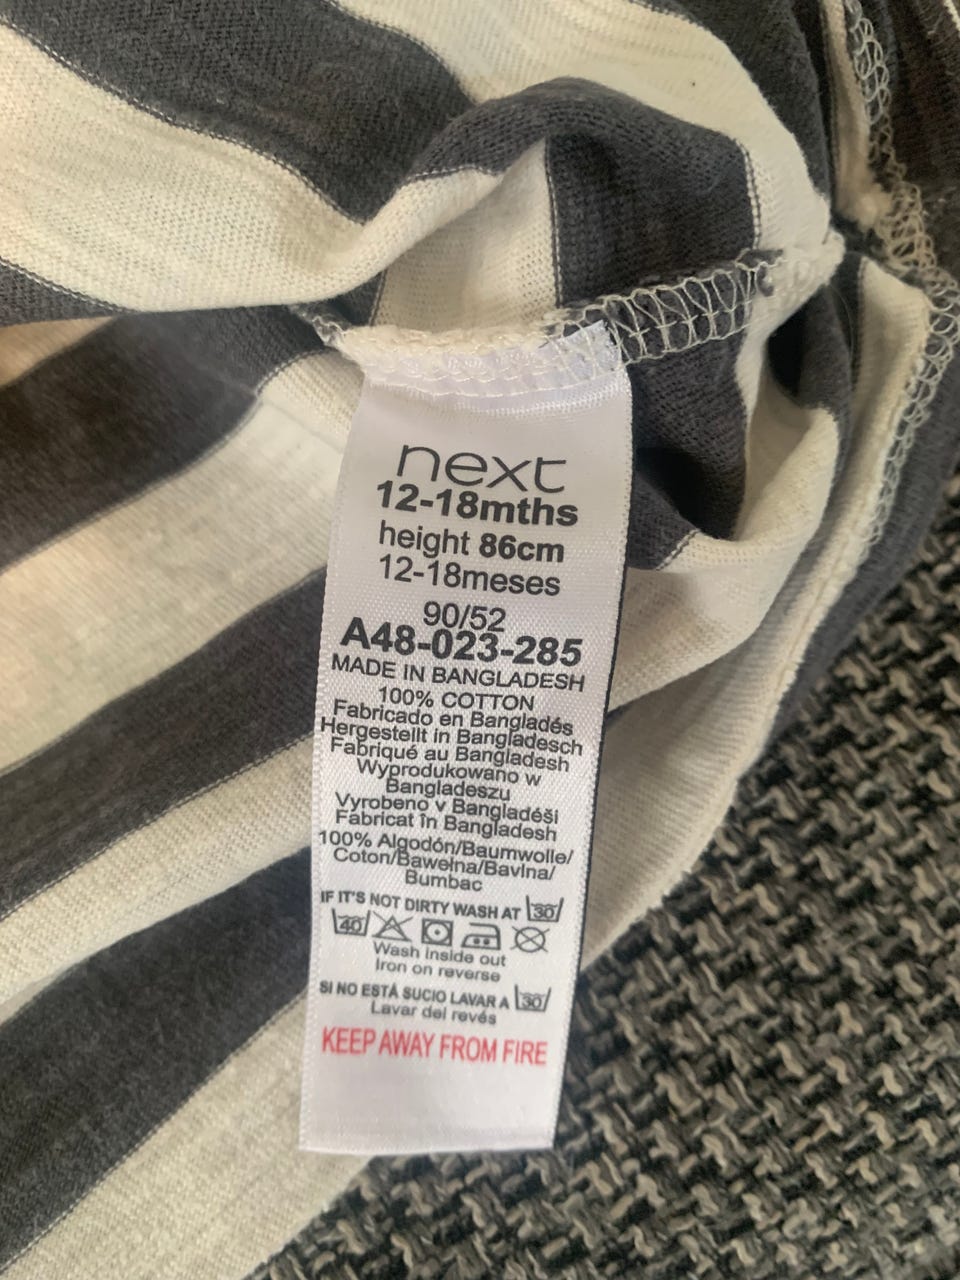 next
12-18mths
height 86cm
12-18meses
90/52
A48-023-285
MADE IN BANGLADESH
100% COTTON
Fabricado en Bangladés
Hergestellt in Bangladesch
Fabriqué au Bangladesh
Wyprodukowano w
Bangladeszu
Vyrobeno v Bangladéši
Fabricat în Bangladesh
100% Algodón/Baumwolle/
Coton/Bawełna/Bavlna/
Bumbac
IF IT'S NOT DIRTY WASH AT 30
40
Wash inside out
Iron on reverse
SI NO ESTÁ SUCIO LAVAR A 30
Lavar del revés
KEEP AWAY FROM FIRE